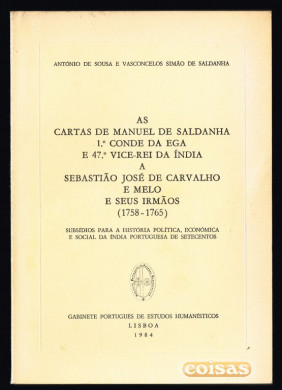 ANTÓNIO DE SOUSA E VASCONCELOS SIMÃO DE SALDANHA
AS
CARTAS DE MANUEL DE SALDANHA
1.º CONDE DA EGA
E 47.º VICE-REI DA ÍNDIA
A
SEBASTIÃO JOSÉ DE CARVALHO
E MELO
E SEUS IRMÃOS
(1758-1765)
SUBSÍDIOS PARA A HISTÓRIA POLÍTICA, ECONÓMICA
E SOCIAL DA ÍNDIA PORTUGUESA DE SETECENTOS
GABINETE PORTUGUES DE ESTUDOS HUMANÍSTICOS
LISBOA
1984
coisas